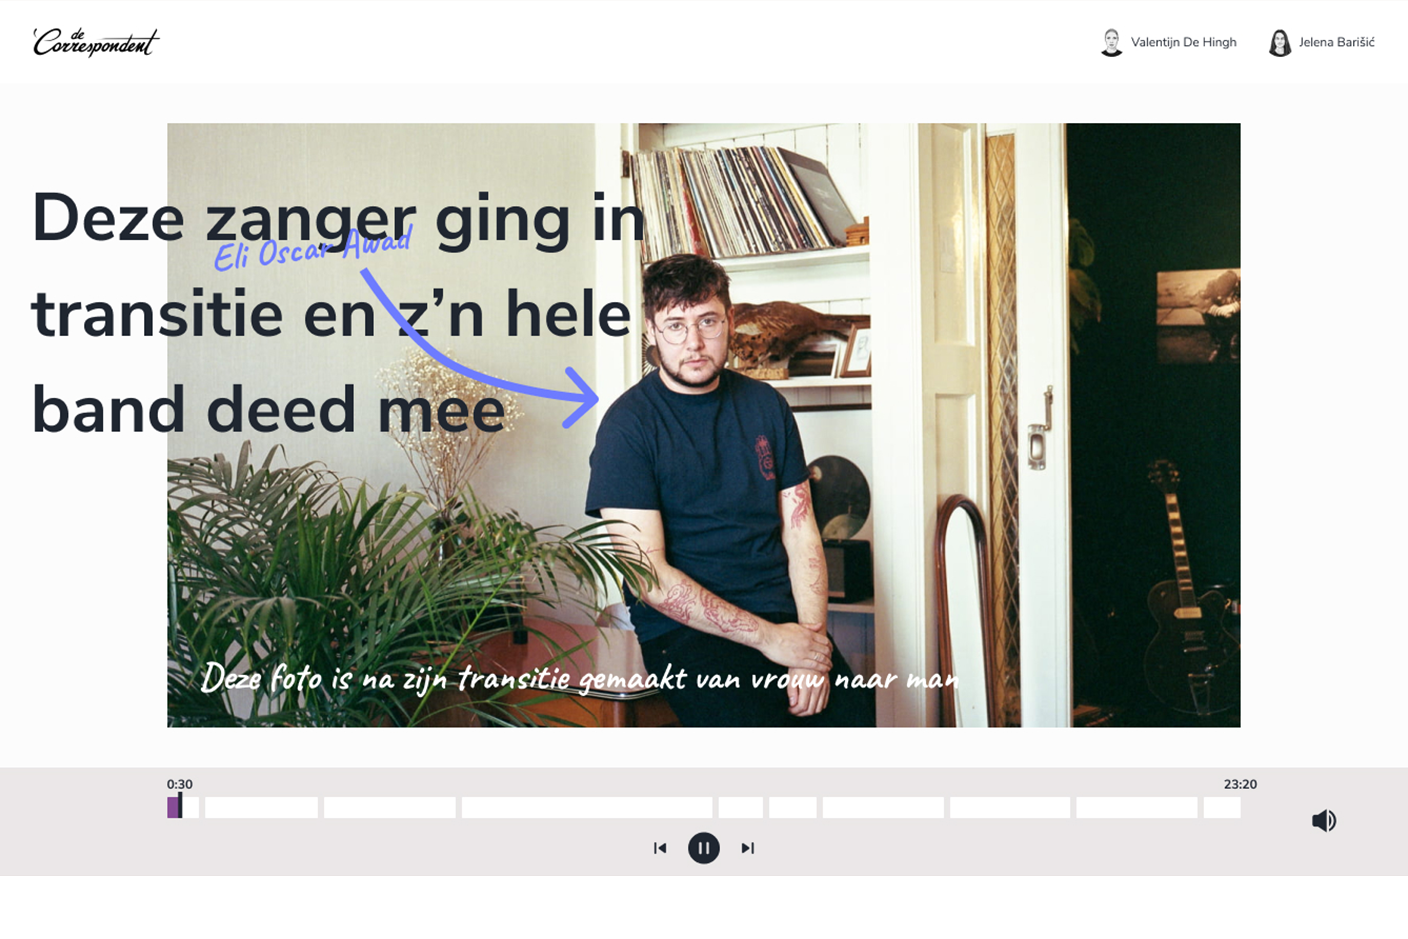 de
Correspondent
Valentijn De Hingh
Jelena Barišić
Deze zanger ging in
Eli Oscar Awad
transitie en z’n hele
band deed mee
Deze foto is na zijn transitie gemaakt van vrouw naar man
0:30
23:20